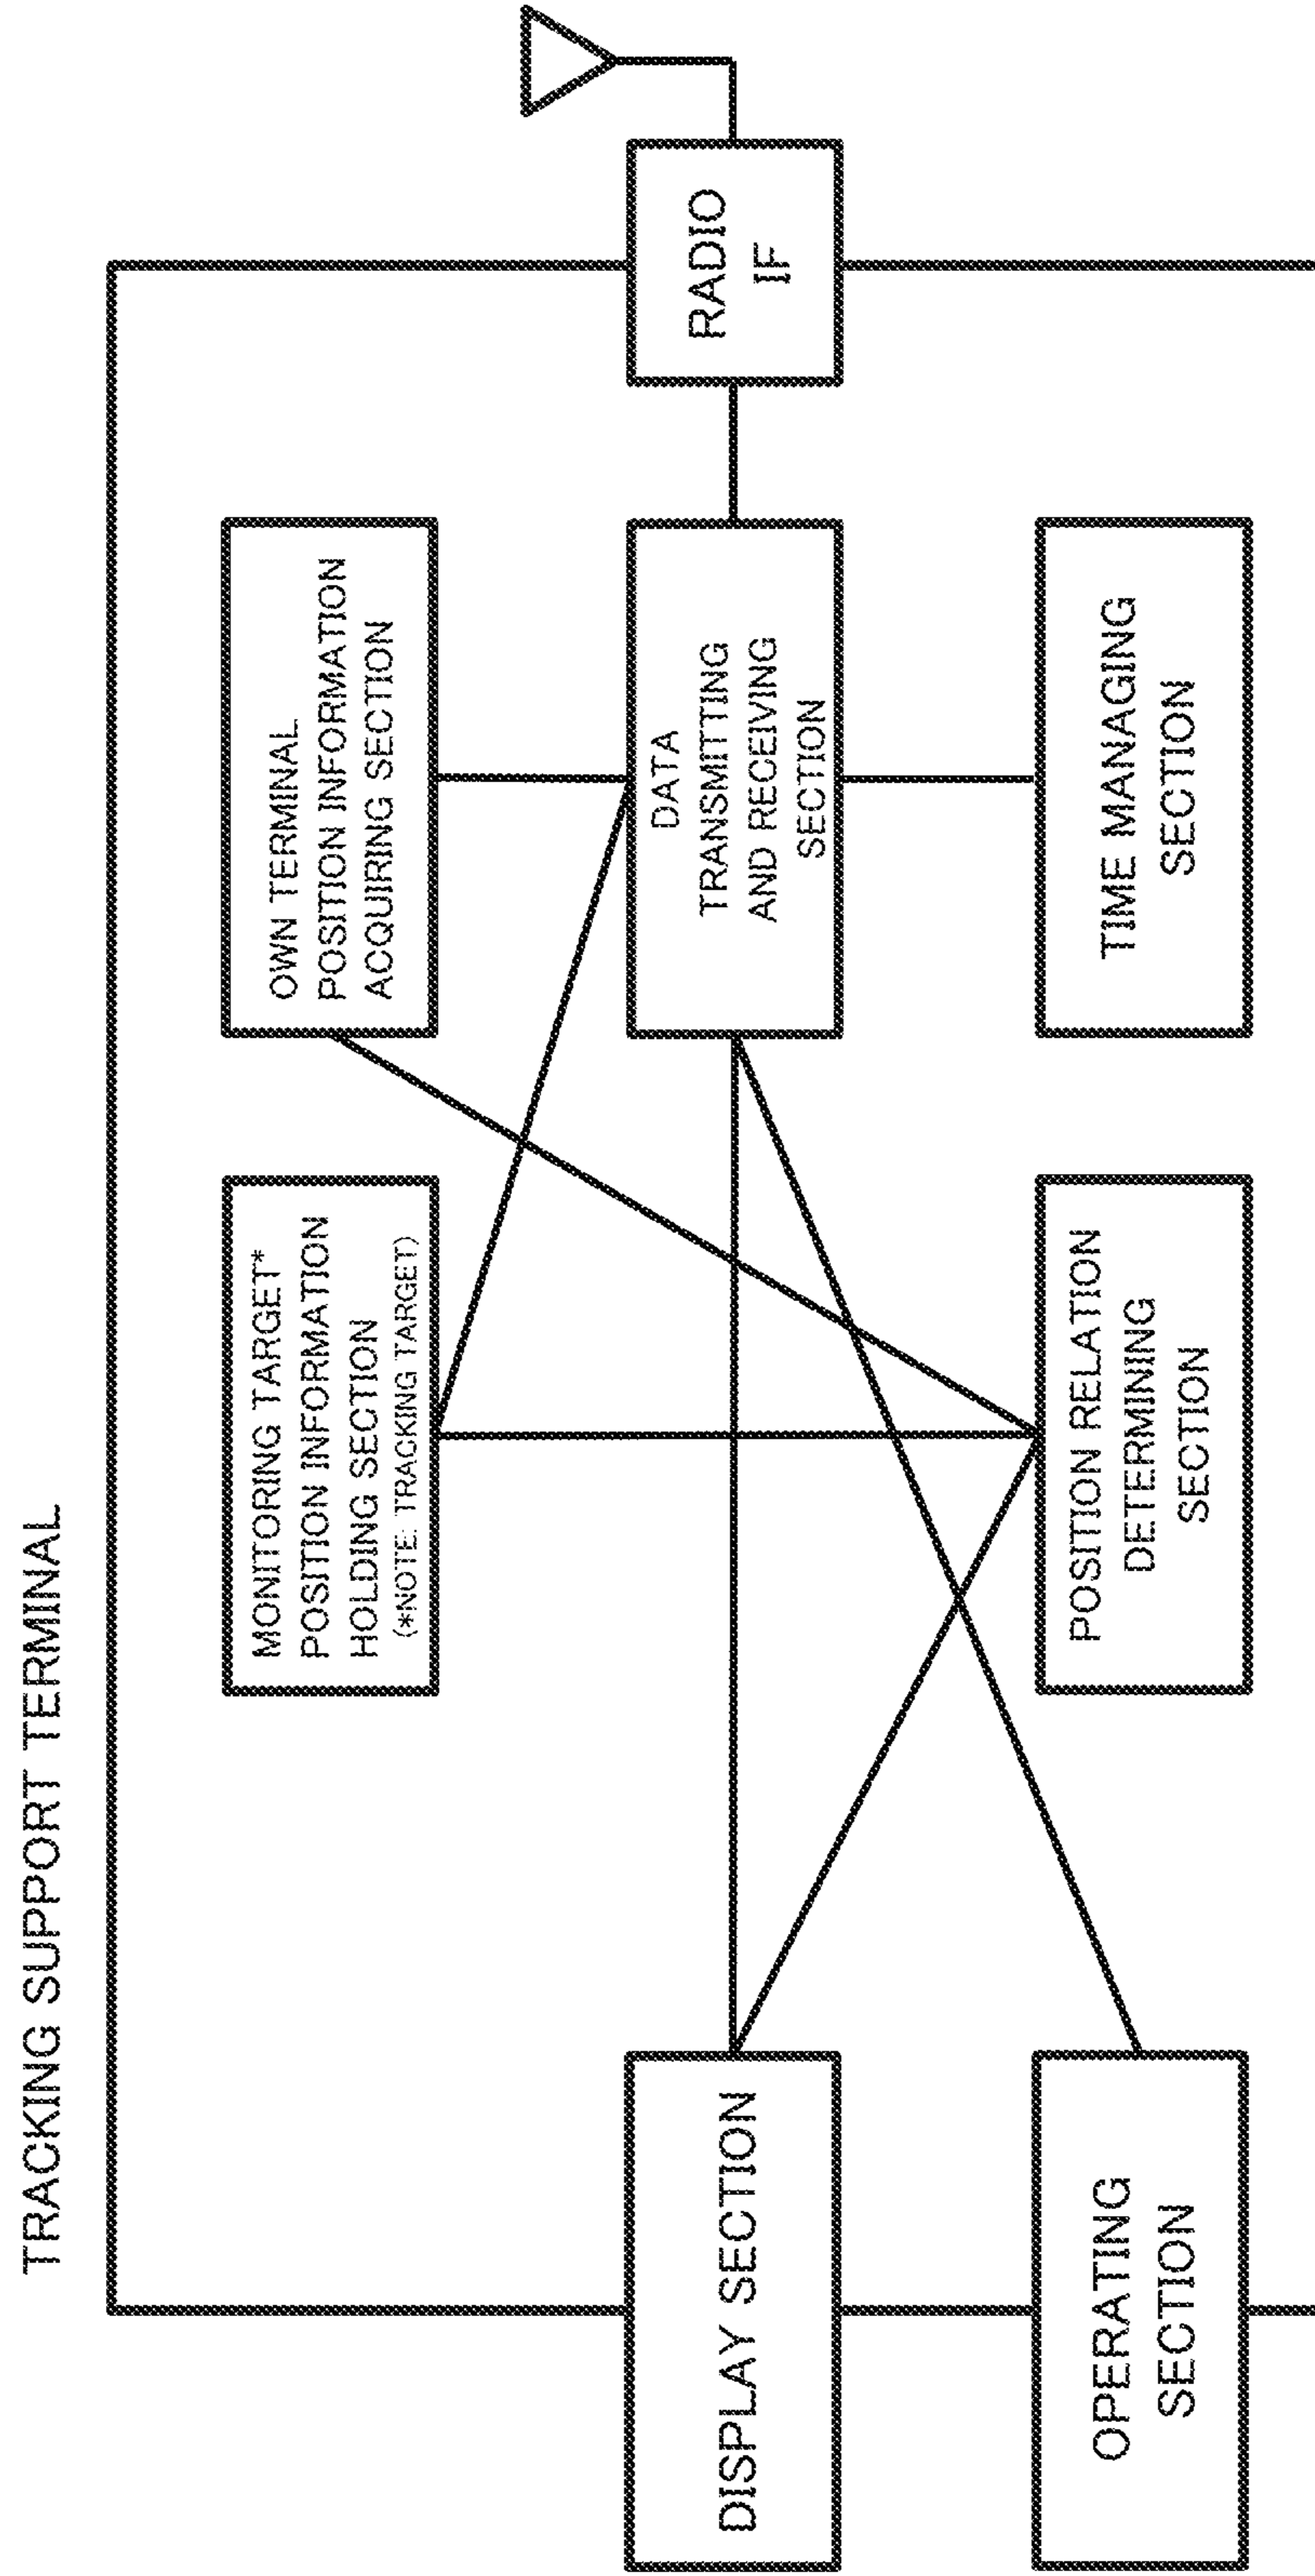 TRACKING SUPPORT TERMINAL
MONITORING TARGET*
POSITION INFORMATION
HOLDING SECTION
(*NOTE: TRACKING TARGET)
OWN TERMINAL
POSITION INFORMATION
ACQUIRING SECTION
DISPLAY SECTION
DATA
TRANSMITTING
AND RECEIVING
SECTION
RADIO
IF
OPERATING
SECTION
POSITION RELATION
DETERMINING
SECTION
TIME MANAGING
SECTION